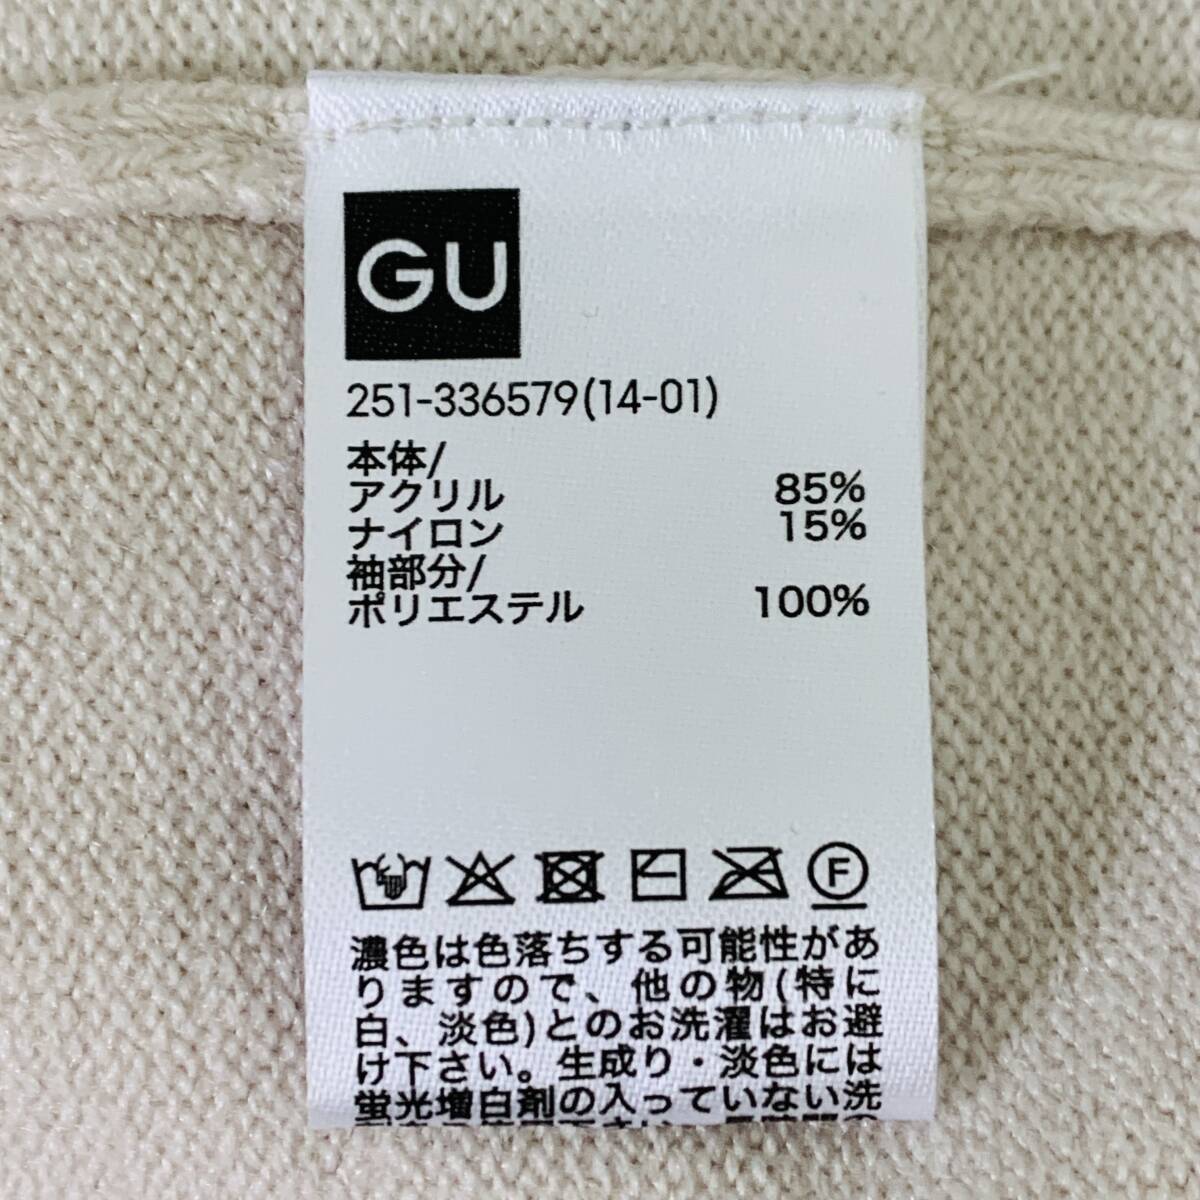 GU
251-336579(14-01)
本体/
アクリル 85%
ナイロン 15%
袖部分/
ポリエステル 100%
F
濃色は色落ちする可能性があ
りますので、他の物(特に
白、淡色)とのお洗濯はお避
け下さい。生成り・淡色には
蛍光増白剤の入っていない洗